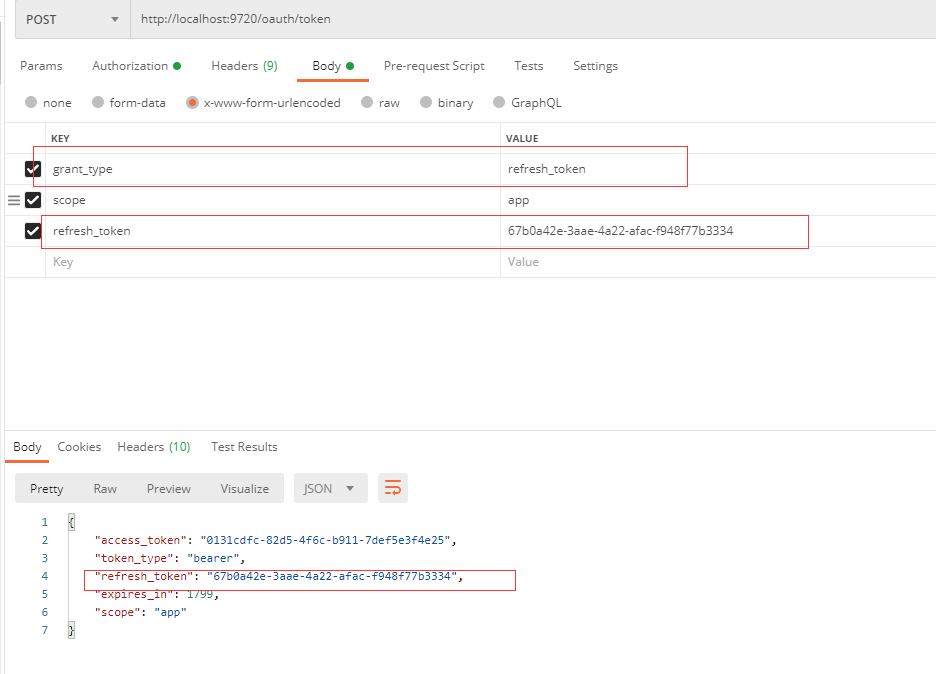 POST http://localhost:9720/oauth/token
Params Authorization Headers (9) Body Pre-request Script Tests Settings
none form-data x-www-form-urlencoded raw binary GraphQL
KEY VALUE
grant_type refresh_token
scope app
refresh_token 67b0a42e-3aae-4a22-afac-f948f77b3334
Key Value
Body Cookies Headers (10) Test Results
Pretty Raw Preview Visualize JSON
1 {
2 "access_token": "0131cdfc-82d5-4f6c-b911-7def5e3f4e25",
3 "token_type": "bearer",
4 "refresh_token": "67b0a42e-3aae-4a22-afac-f948f77b3334",
5 "expires_in": 1799,
6 "scope": "app"
7 }